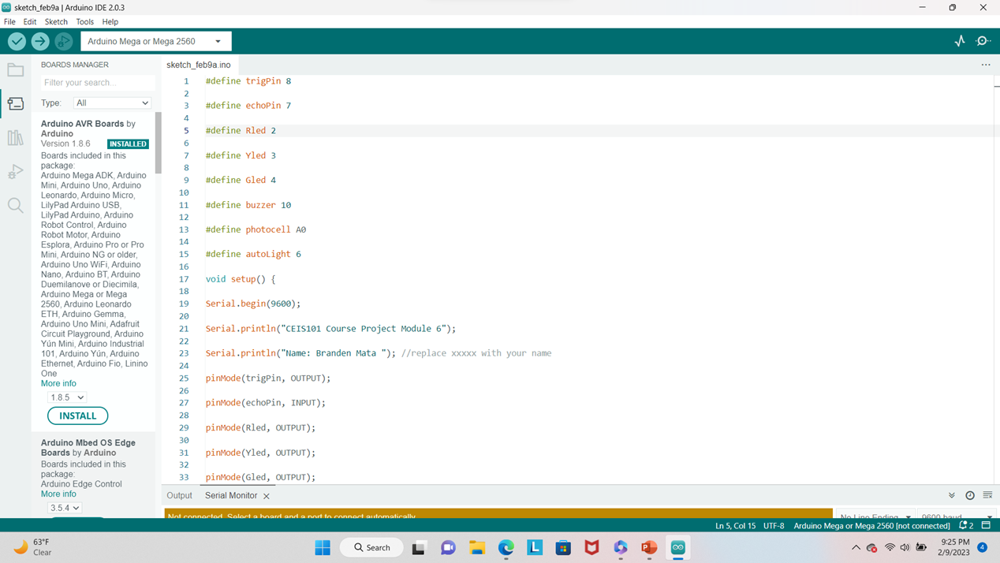 sketch_feb9a | Arduino IDE 2.0.3
File Edit Sketch Tools Help
Arduino Mega or Mega 2560
BOARDS MANAGER
Filter your search...
Type: All
Arduino AVR Boards by
Arduino
Version 1.8.6 INSTALLED
Boards included in this
package:
Arduino Mega ADK, Arduino
Mini, Arduino Uno, Arduino
Leonardo, Arduino Micro,
LilyPad Arduino USB,
LilyPad Arduino, Arduino
Robot Control, Arduino
Robot Motor, Arduino
Esplora, Arduino Pro or Pro
Mini, Arduino NG or older,
Arduino Uno WiFi, Arduino
Nano, Arduino BT, Arduino
Duemilanove or Diecimila,
Arduino Mega or Mega
2560, Arduino Leonardo
ETH, Arduino Gemma,
Arduino Uno Mini, Adafruit
Circuit Playground, Arduino
Yún Mini, Arduino Industrial
101, Arduino Yún, Arduino
Ethernet, Arduino Fio, Linino
One
More info
1.8.5
INSTALL
Arduino Mbed OS Edge
Boards by Arduino
Boards included in this
package:
Arduino Edge Control
More info
3.5.4
sketch_feb9a.ino
1 #define trigPin 8
2
3 #define echoPin 7
4
5 #define Rled 2
6
7 #define Yled 3
8
9 #define Gled 4
10
11 #define buzzer 10
12
13 #define photocell A0
14
15 #define autoLight 6
16
17 void setup() {
18
19 Serial.begin(9600);
20
21 Serial.println("CEIS101 Course Project Module 6");
22
23 Serial.println("Name: Branden Mata "); //replace xxxxx with your name
24
25 pinMode(trigPin, OUTPUT);
26
27 pinMode(echoPin, INPUT);
28
29 pinMode(Rled, OUTPUT);
30
31 pinMode(Yled, OUTPUT);
32
33 pinMode(Gled, OUTPUT);
Output Serial Monitor
Not connected. Select a board and a port to connect automatically.
No Line Ending 9600 baud
Ln 5, Col 15 UTF-8 Arduino Mega or Mega 2560 [not connected] 2
63°F
Clear
Search
L
P
9:25 PM
2/9/2023
4